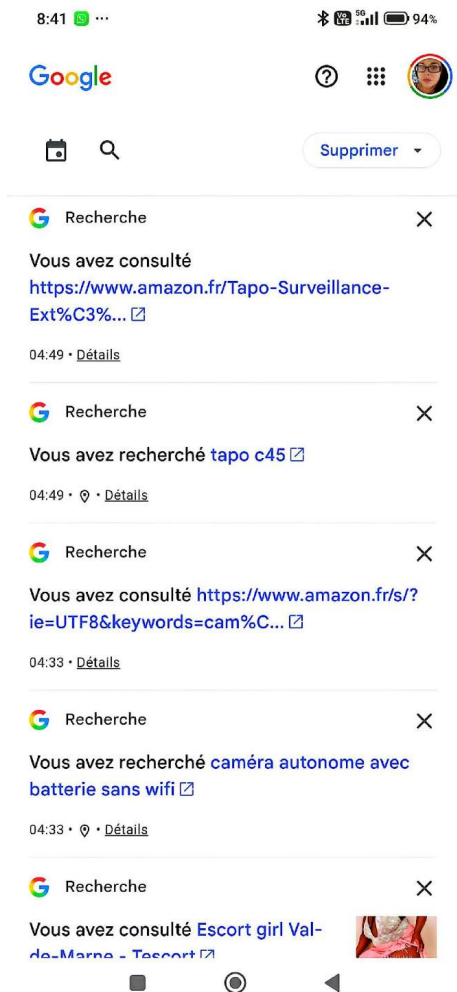 8:41 ...
5G
Vo LTE
94%
Google
Supprimer
Recherche
Vous avez consulté
https://www.amazon.fr/Tapo-Surveillance-
Ext%C3%...
04:49 • Détails
Recherche
Vous avez recherché tapo c45
04:49 • • Détails
Recherche
Vous avez consulté https://www.amazon.fr/s/?
ie=UTF8&keywords=cam%C...
04:33 • Détails
Recherche
Vous avez recherché caméra autonome avec
batterie sans wifi
04:33 • • Détails
Recherche
Vous avez consulté Escort girl Val-
de-Marne - Tescort